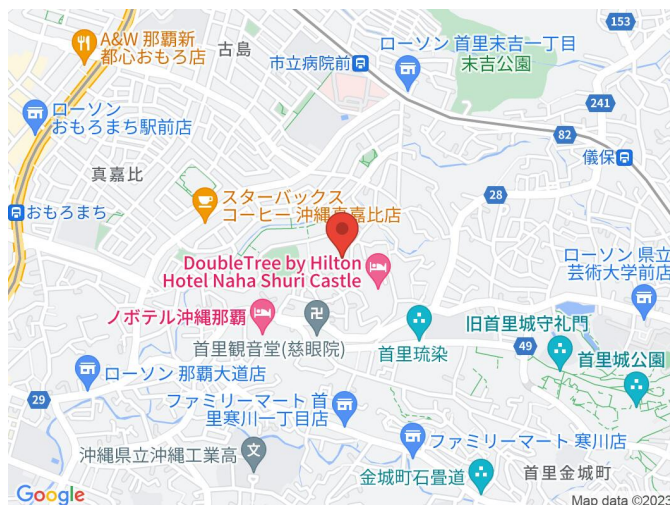 153
A&W 那覇新
都心おもろ店
古島
市立病院前
ローソン 首里末吉一丁目
末吉公園
ローソン
おもろまち駅前店
241
82
儀保
真嘉比
28
スターバックス
コーヒー 沖縄真嘉比店
おもろまち
DoubleTree by Hilton
Hotel Naha Shuri Castle
ローソン 県立
芸術大学前店
ノボテル沖縄那覇
首里観音堂(慈眼院)
首里琉染
旧首里城守礼門
49
首里城公園
ローソン 那覇大道店
29
ファミリーマート 首
里寒川一丁目店
ファミリーマート 寒川店
沖縄県立沖縄工業高
金城町石畳道
首里金城町
Google
Map data ©2023